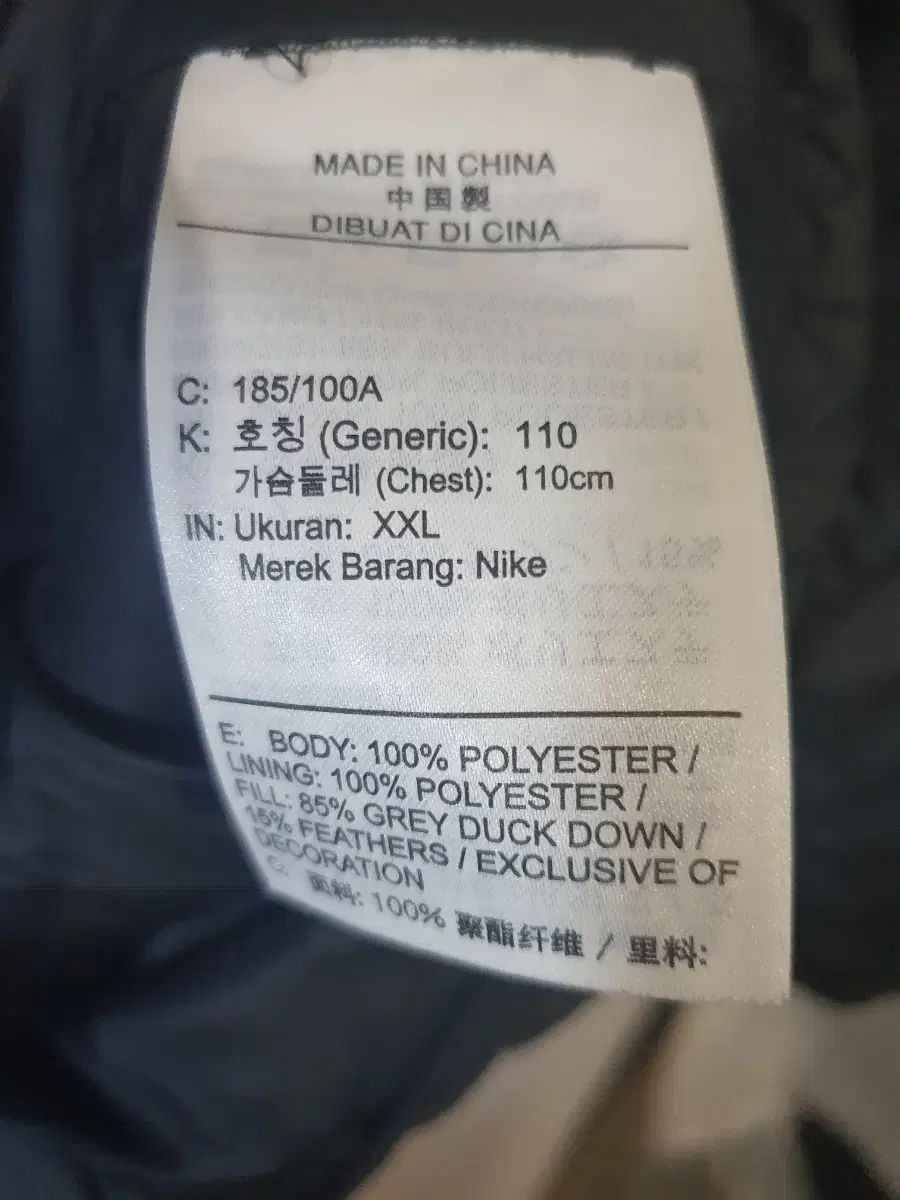 MADE IN CHINA
中国製
DIBUAT DI CINA
C: 185/100A
K: 호칭 (Generic): 110
가슴둘레 (Chest): 110cm
IN: Ukuran: XXL
Merek Barang: Nike
E: BODY: 100% POLYESTER /
LINING: 100% POLYESTER /
FILL: 85% GREY DUCK DOWN /
15% FEATHERS / EXCLUSIVE OF
DECORATION
C: 面料: 100% 聚酯纤维 / 里料: